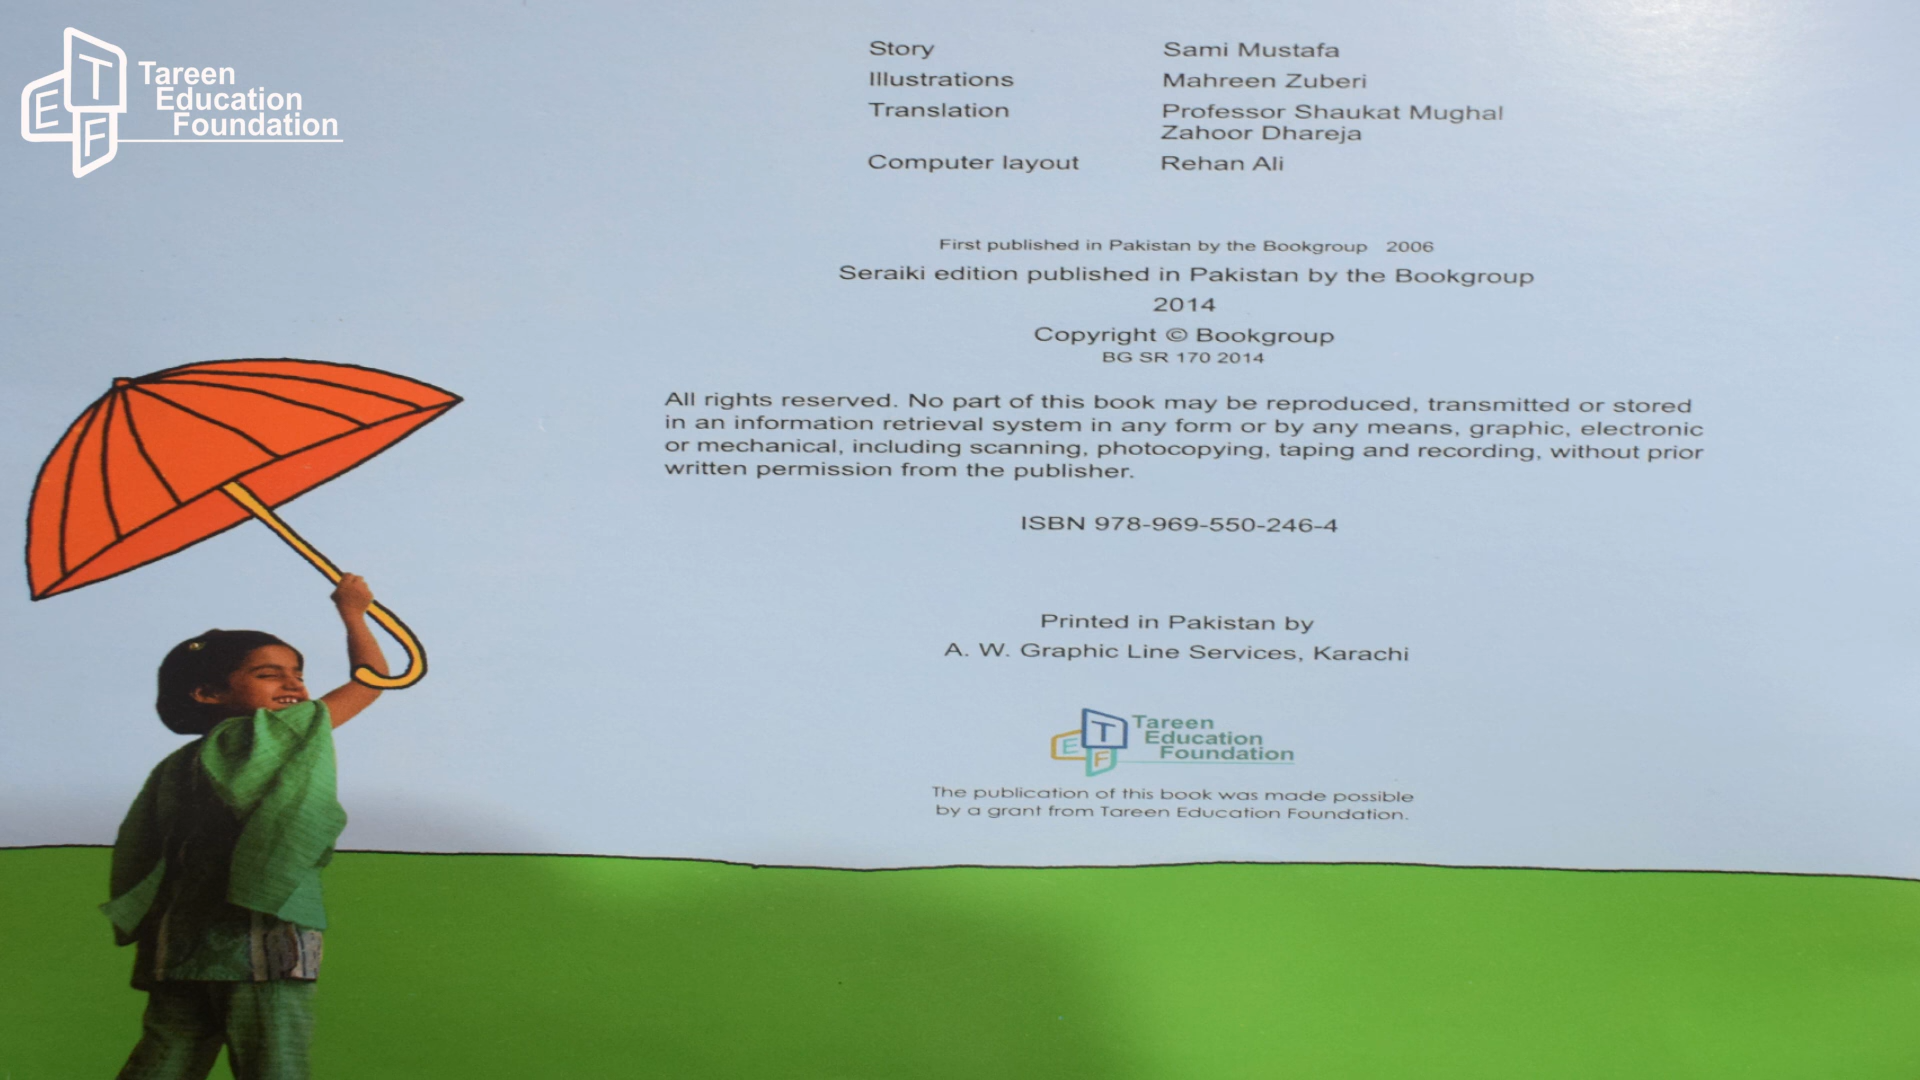 Tareen
Education
Foundation
E T F
Story Sami Mustafa
Illustrations Mahreen Zuberi
Translation Professor Shaukat Mughal
Zahoor Dhareja
Computer layout Rehan Ali
First published in Pakistan by the Bookgroup 2006
Seraiki edition published in Pakistan by the Bookgroup
2014
Copyright © Bookgroup
BG SR 170 2014
All rights reserved. No part of this book may be reproduced, transmitted or stored
in an information retrieval system in any form or by any means, graphic, electronic
or mechanical, including scanning, photocopying, taping and recording, without prior
written permission from the publisher.
ISBN 978-969-550-246-4
Printed in Pakistan by
A. W. Graphic Line Services, Karachi
E T F
Tareen
Education
Foundation
The publication of this book was made possible
by a grant from Tareen Education Foundation.